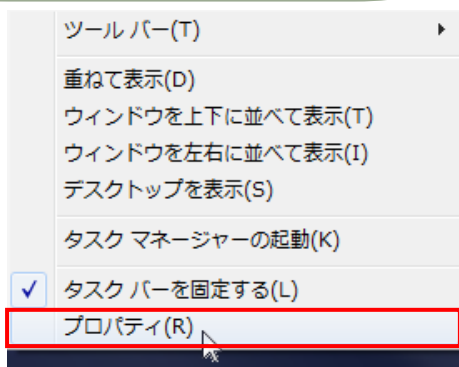 ツール バー(T)
重ねて表示(D)
ウィンドウを上下に並べて表示(T)
ウィンドウを左右に並べて表示(I)
デスクトップを表示(S)
タスク マネージャーの起動(K)
タスク バーを固定する(L)
プロパティ(R)